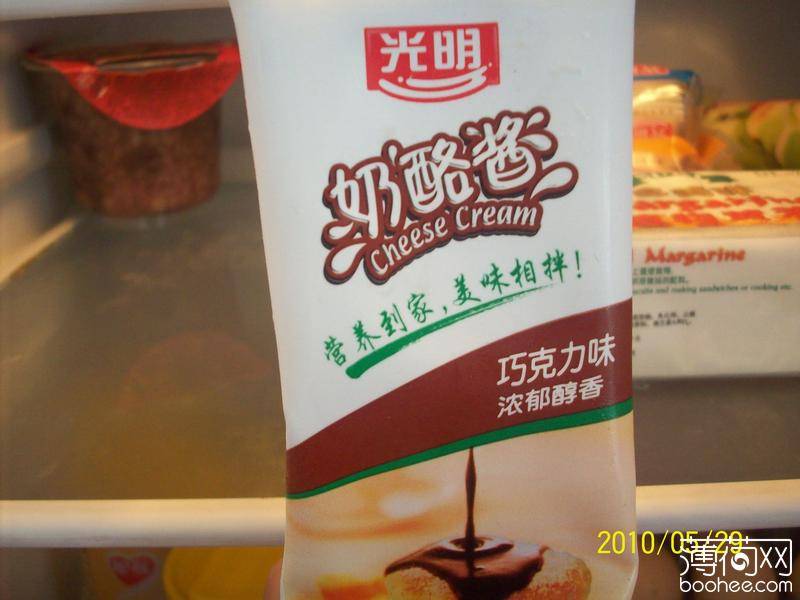 光明
奶酪酱
Cheese Cream
营养到家,美味相拌!
巧克力味
浓郁醇香
Margarine
2010/05/29
薄荷网
boohee.com